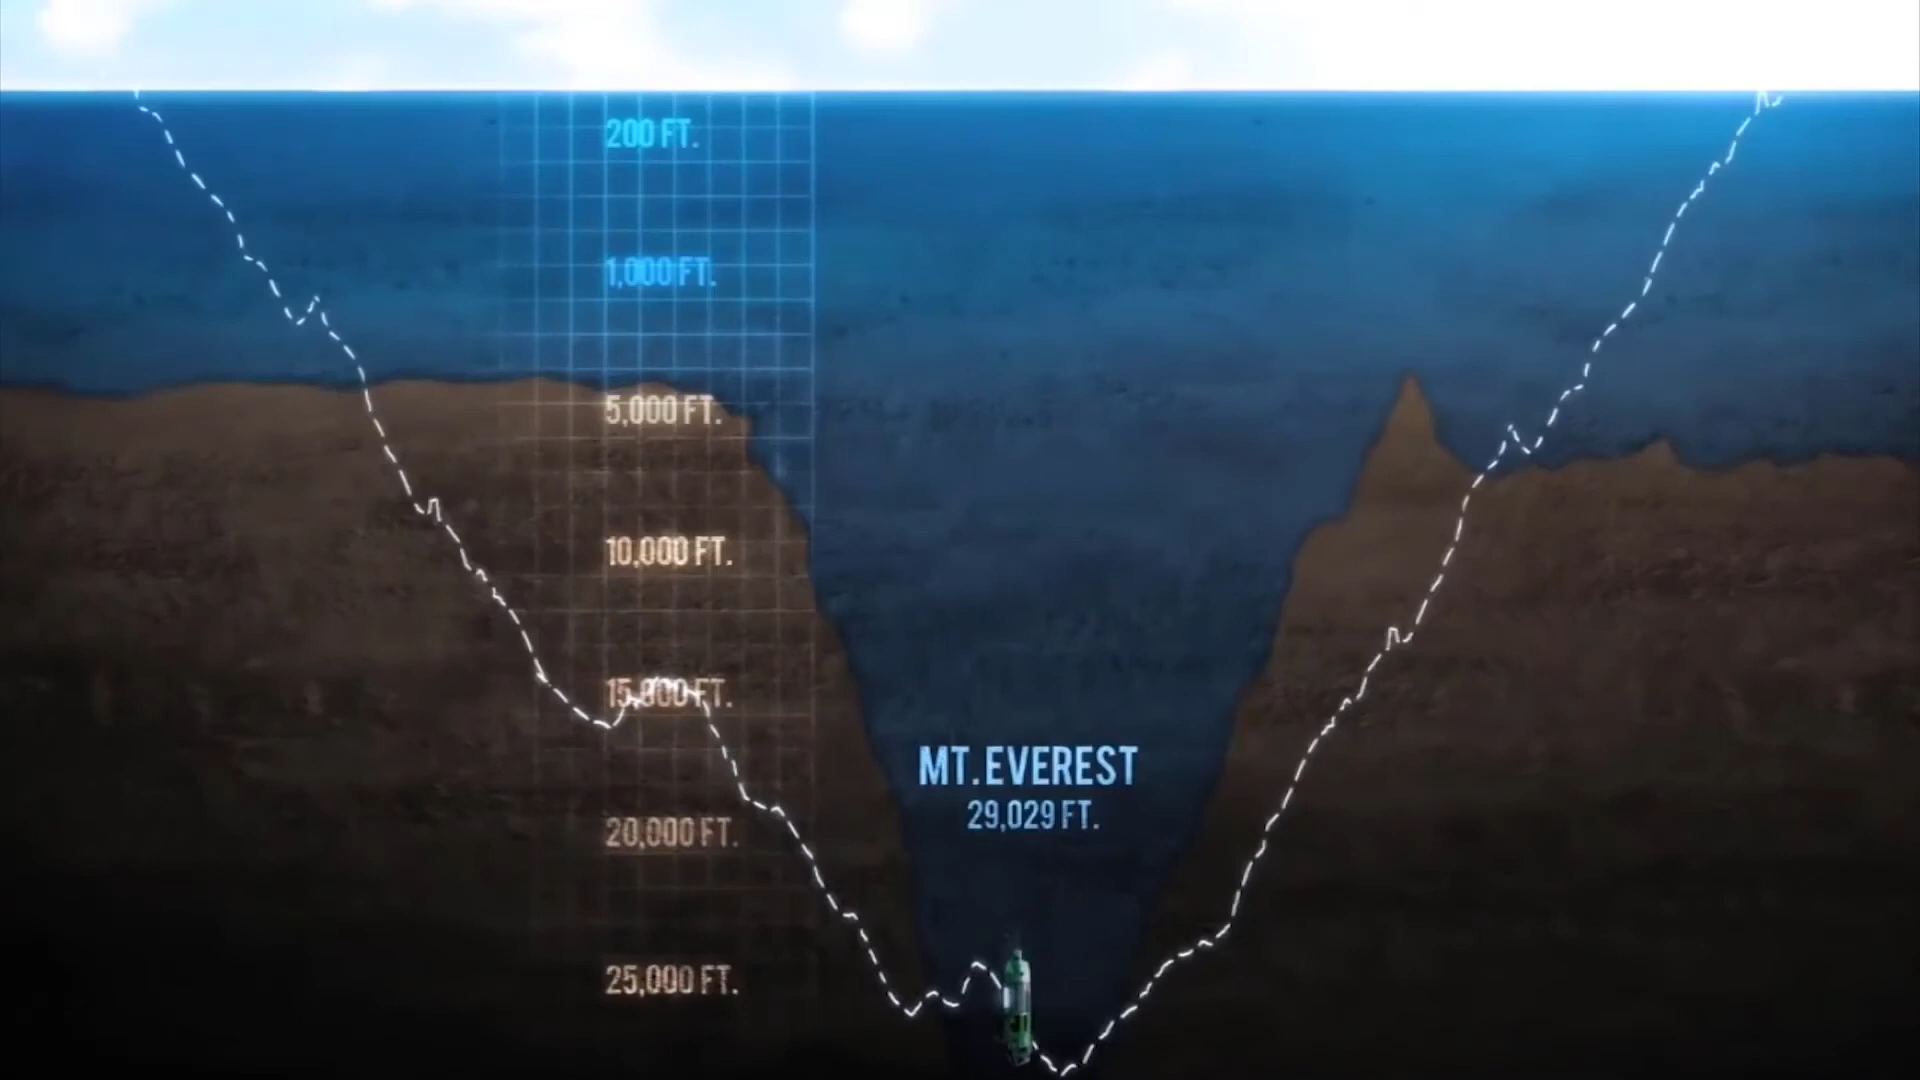 200 FT.
1,000 FT.
5,000 FT.
10,000 FT.
15,000 FT.
MT. EVEREST
29,029 FT.
20,000 FT.
25,000 FT.